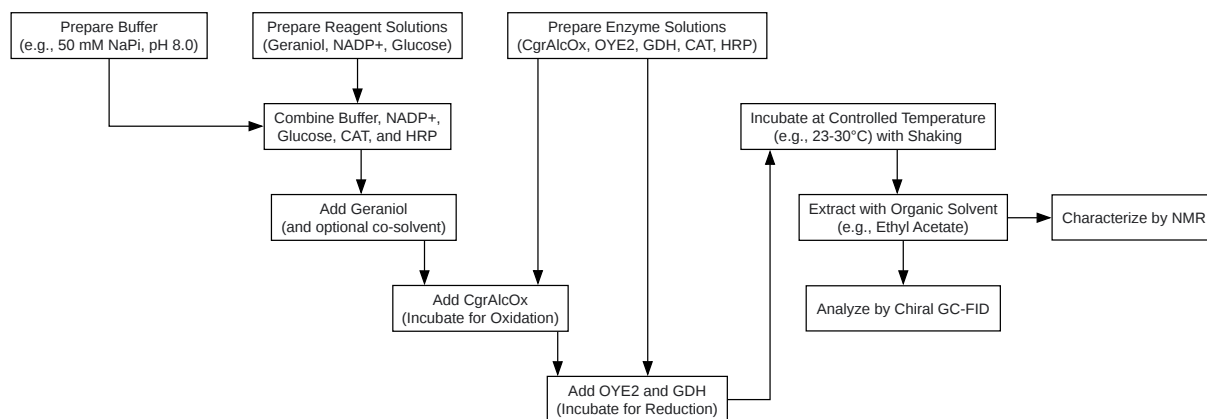 Prepare Buffer
(e.g., 50 mM NaPi, pH 8.0)
Prepare Reagent Solutions
(Geraniol, NADP+, Glucose)
Prepare Enzyme Solutions
(CgrAlcOx, OYE2, GDH, CAT, HRP)
Combine Buffer, NADP+,
Glucose, CAT, and HRP
Incubate at Controlled Temperature
(e.g., 23-30°C) with Shaking
Add Geraniol
(and optional co-solvent)
Extract with Organic Solvent
(e.g., Ethyl Acetate)
Characterize by NMR
Add CgrAlcOx
(Incubate for Oxidation)
Analyze by Chiral GC-FID
Add OYE2 and GDH
(Incubate for Reduction)